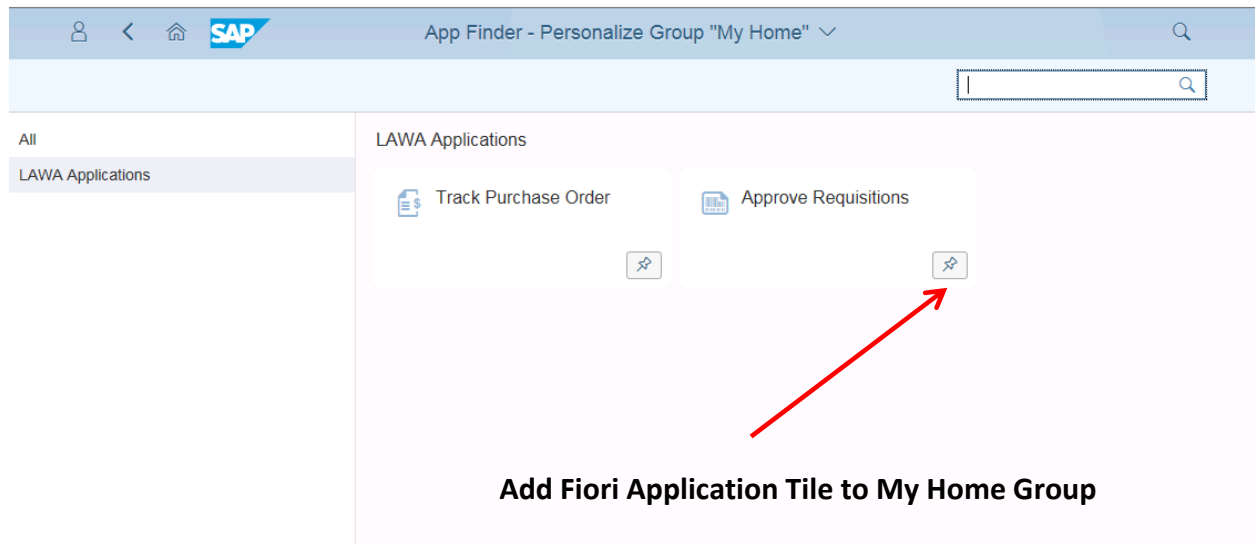 SAP App Finder - Personalize Group "My Home"
All
LAWA Applications
LAWA Applications
Track Purchase Order
Approve Requisitions
Add Fiori Application Tile to My Home Group